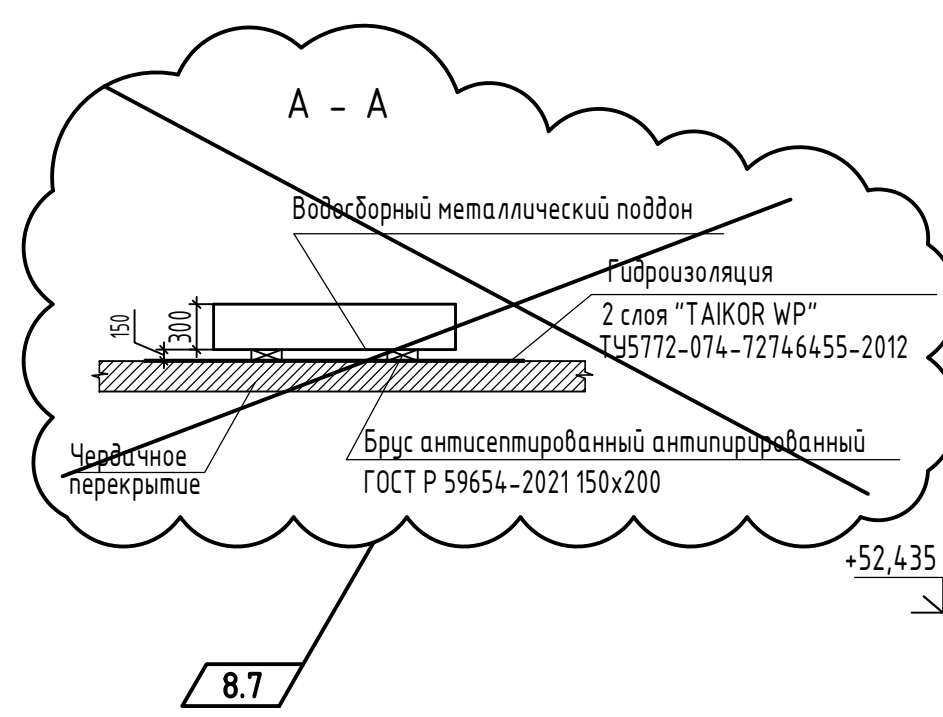 А - А
Водосборный металлический поддон
Гидроизоляция
2 слоя "TAIKOR WP"
ТУ5772-074-72746455-2012
150
300
Чердачное
перекрытие
Брус антисептированный антипирированный
ГОСТ Р 59654-2021 150х200
+52,435
8.7